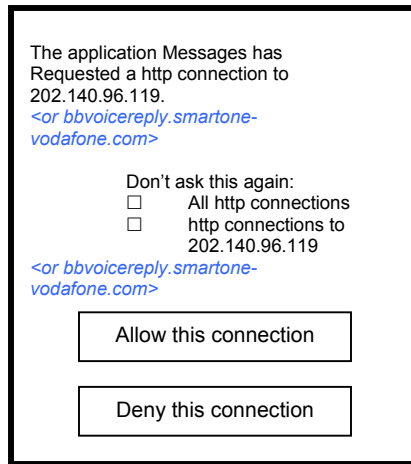 The application Messages has
Requested a http connection to
202.140.96.119.
<or bbvoicereply.smartone-
vodafone.com>
Don't ask this again:
☐ All http connections
☐ http connections to
202.140.96.119
<or bbvoicereply.smartone-
vodafone.com>
Allow this connection
Deny this connection